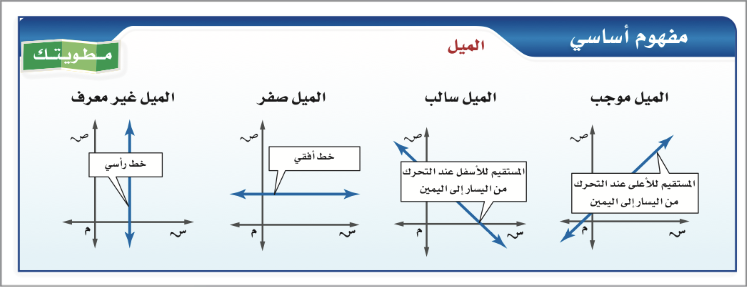 مفهوم أساسي
الميل
مـطويتـك
الميل موجب
ص
المستقيم للأعلى عند التحرك
من اليسار إلى اليمين
م
س
الميل سالب
ص
المستقيم للأسفل عند التحرك
من اليسار إلى اليمين
م
س
الميل صفر
ص
خط أفقي
م
س
الميل غير معرف
ص
خط رأسي
م
س